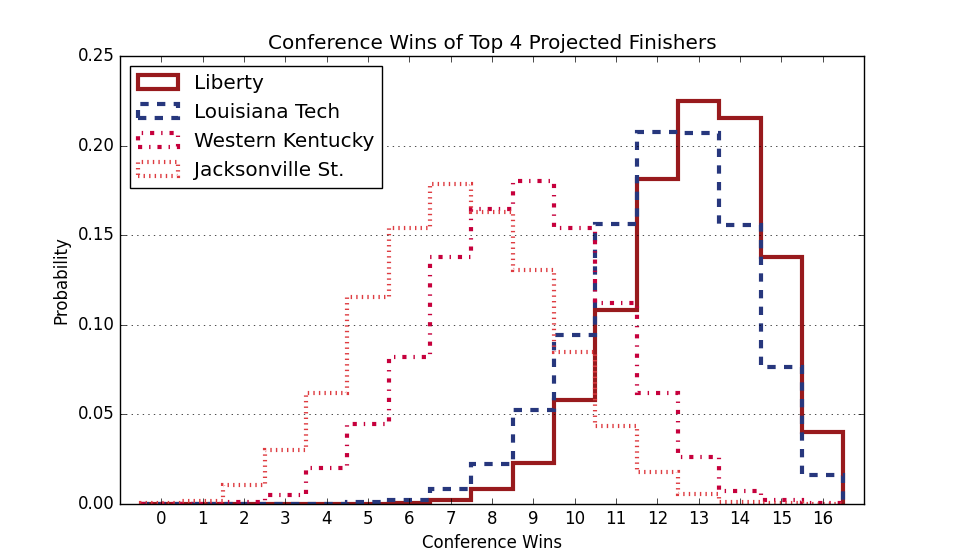 Conference Wins of Top 4 Projected Finishers
0.25
0.20
0.15
0.10
0.05
0.00
Probability
Liberty
Louisiana Tech
Western Kentucky
Jacksonville St.
0 1 2 3 4 5 6 7 8 9 10 11 12 13 14 15 16
Conference Wins